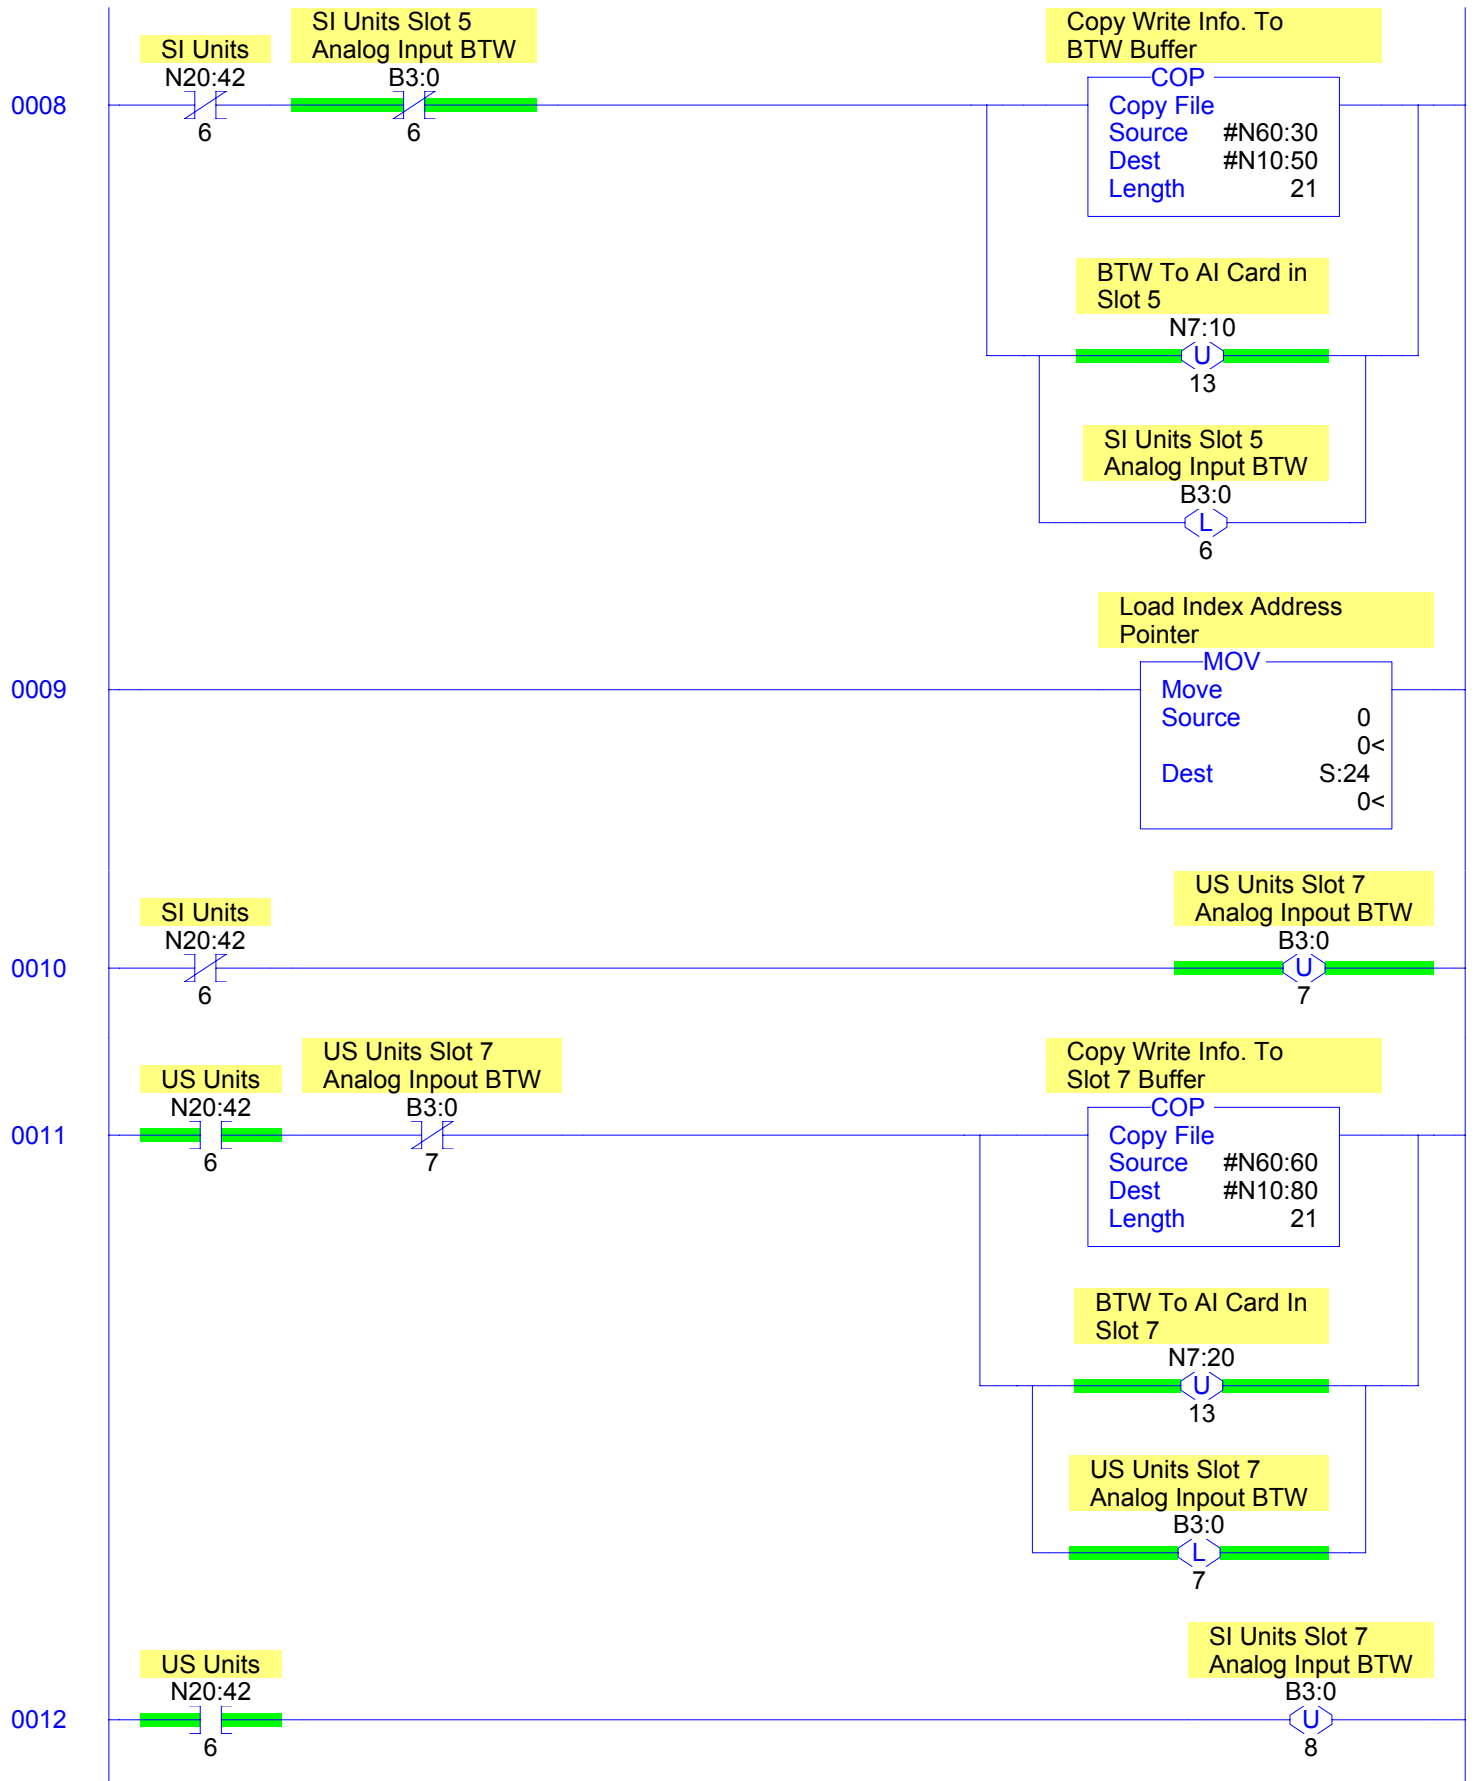 SI Units
N20:42
6
SI Units Slot 5
Analog Input BTW
B3:0
6
Copy Write Info. To
BTW Buffer
COP
Copy File
Source #N60:30
Dest #N10:50
Length 21
0008
BTW To AI Card in
Slot 5
N7:10
U
13
SI Units Slot 5
Analog Input BTW
B3:0
L
6
Load Index Address
Pointer
MOV
0009
Move
Source 0
0<
Dest S:24
0<
SI Units
N20:42
6
0010
US Units Slot 7
Analog Inpout BTW
B3:0
U
7
US Units
N20:42
6
US Units Slot 7
Analog Inpout BTW
B3:0
7
0011
Copy Write Info. To
Slot 7 Buffer
COP
Copy File
Source #N60:60
Dest #N10:80
Length 21
BTW To AI Card In
Slot 7
N7:20
U
13
US Units Slot 7
Analog Inpout BTW
B3:0
L
7
US Units
N20:42
6
0012
SI Units Slot 7
Analog Input BTW
B3:0
U
8